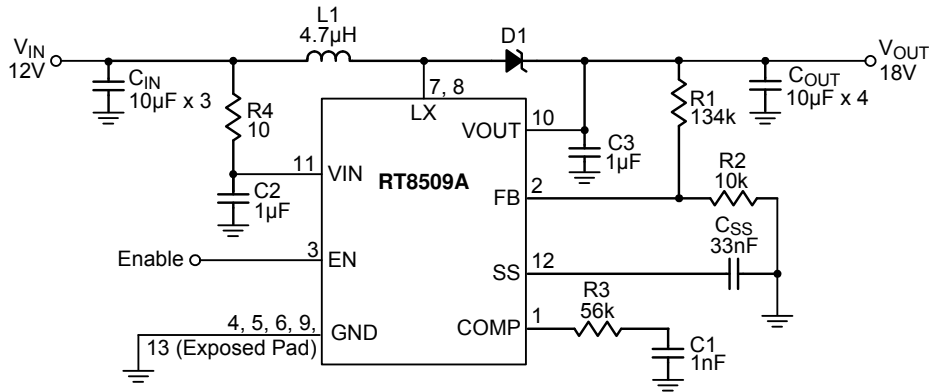 L1
4.7µH
D1
VIN
12V
VOUT
18V
CIN
10µF x 3
R4
10
7, 8
LX
R1
134k
COUT
10µF x 4
VOUT
10
C3
1µF
11
VIN
RT8509A
C2
1µF
FB
2
R2
10k
CSS
33nF
Enable
3
EN
SS
12
4, 5, 6, 9,
13 (Exposed Pad)
GND
COMP
1
R3
56k
C1
1nF